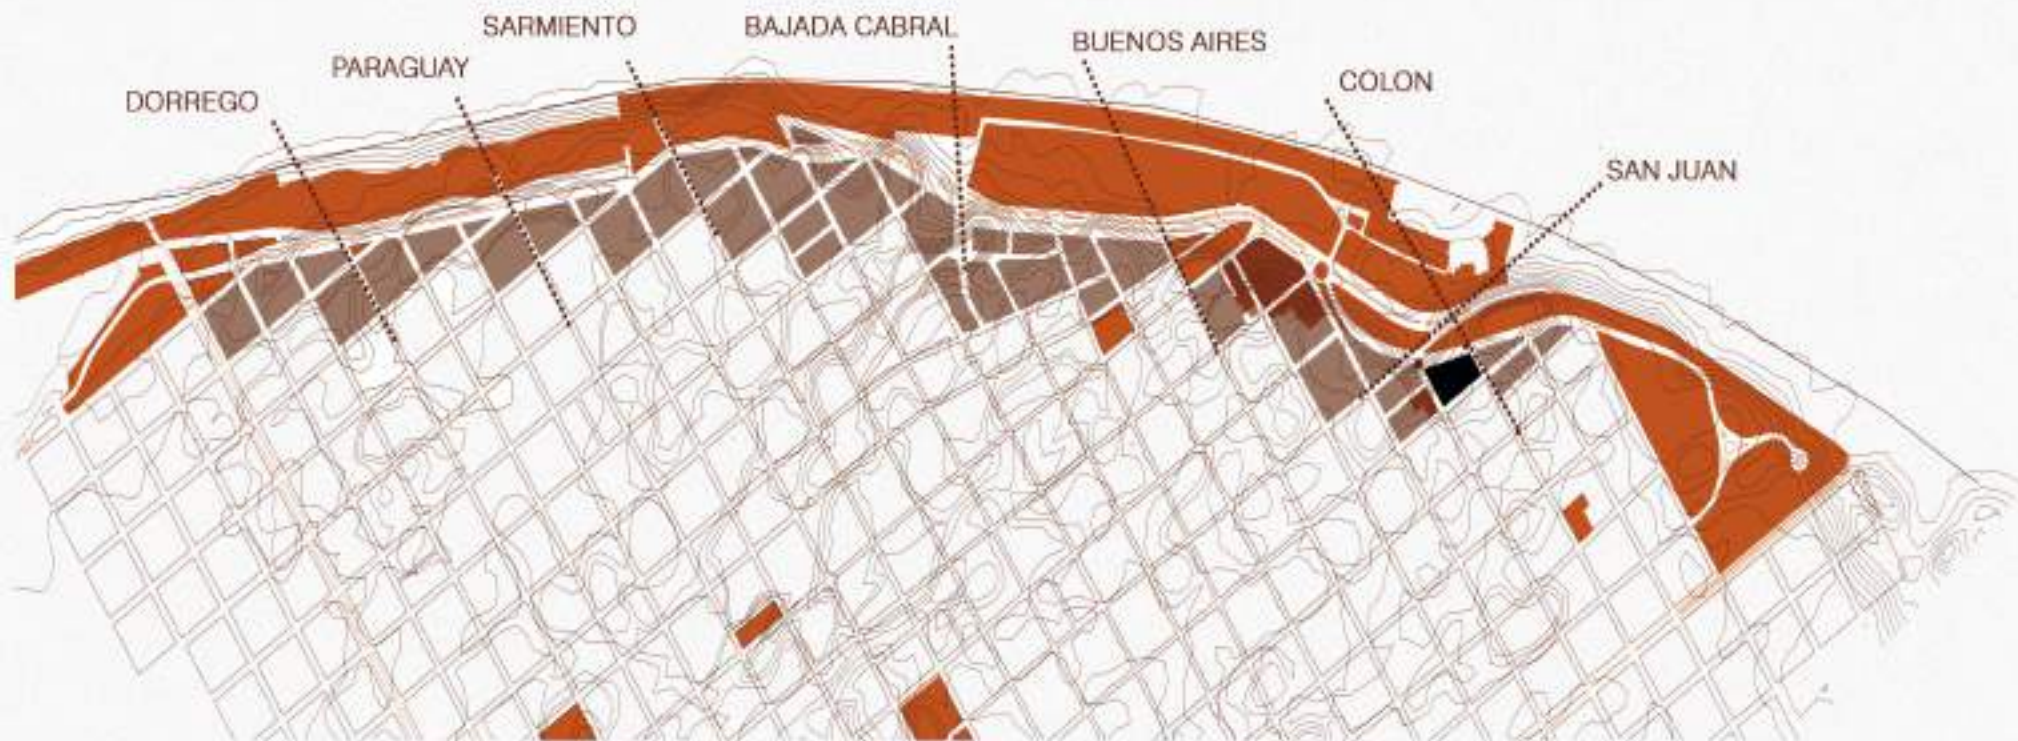 DORREGO
PARAGUAY
SARMIENTO
BAJADA CABRAL
BUENOS AIRES
COLON
SAN JUAN